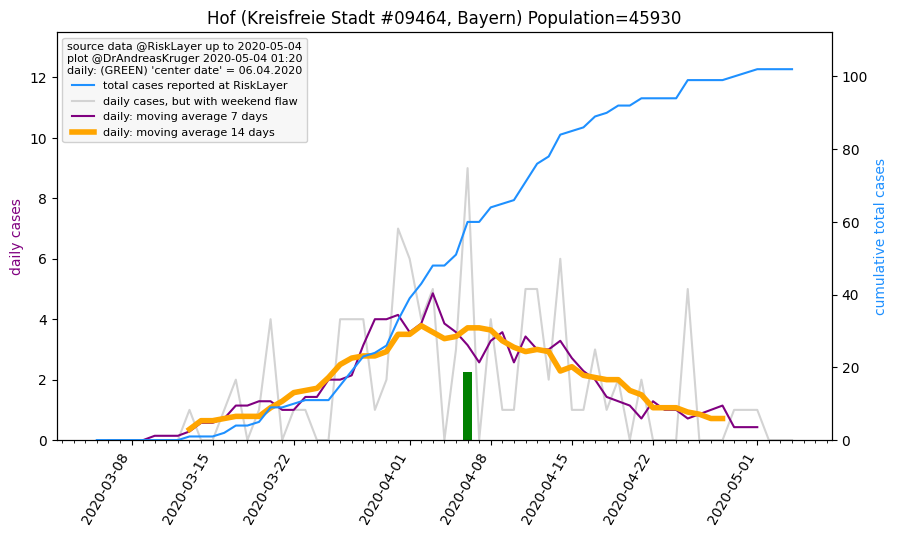 Hof (Kreisfreie Stadt #09464, Bayern) Population=45930
source data @RiskLayer up to 2020-05-04
plot @DrAndreasKruger 2020-05-04 01:20
daily: (GREEN) 'center date' = 06.04.2020
total cases reported at RiskLayer
daily cases, but with weekend flaw
daily: moving average 7 days
daily: moving average 14 days
daily cases
12
10
8
6
4
2
0
100
80
60
40
20
0
cumulative total cases
2020-03-08
2020-03-15
2020-03-22
2020-04-01
2020-04-08
2020-04-15
2020-04-22
2020-05-01